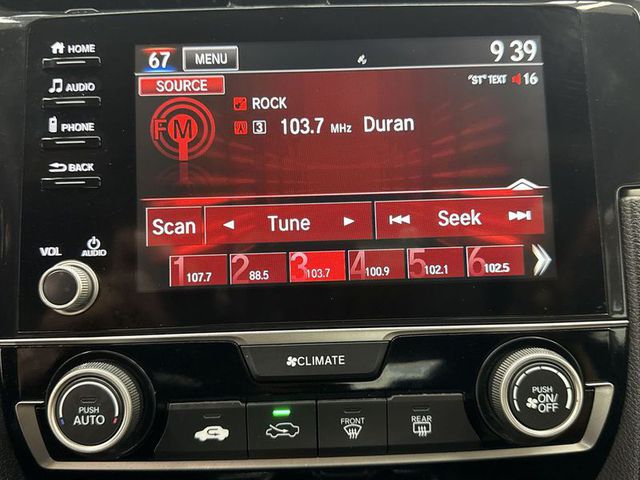 HOME
67 MENU 9 39
AUDIO
SOURCE "ST" TEXT 16
ROCK
PHONE
FM
3 103.7 MHz Duran
BACK
Scan Tune Seek
VOL AUDIO
1 107.7 2 88.5 3 103.7 4 100.9 5 102.1 6 102.5
CLIMATE
PUSH AUTO
FRONT REAR
PUSH ON/OFF